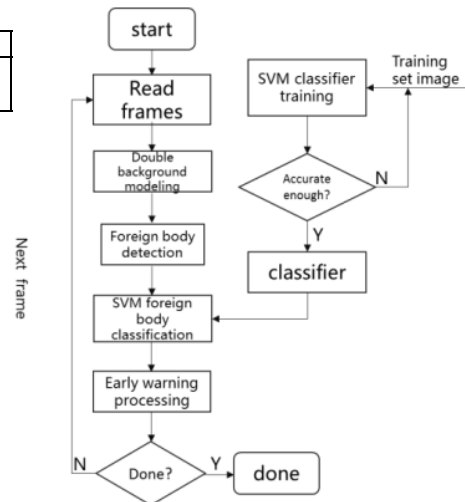 start
Read
frames
Double
background
modeling
Foreign body
detection
SVM foreign
body
classification
Early warning
processing
Done?
N
Y
done
Next frame
SVM classifier
training
Training
set image
Accurate
enough?
N
Y
classifier